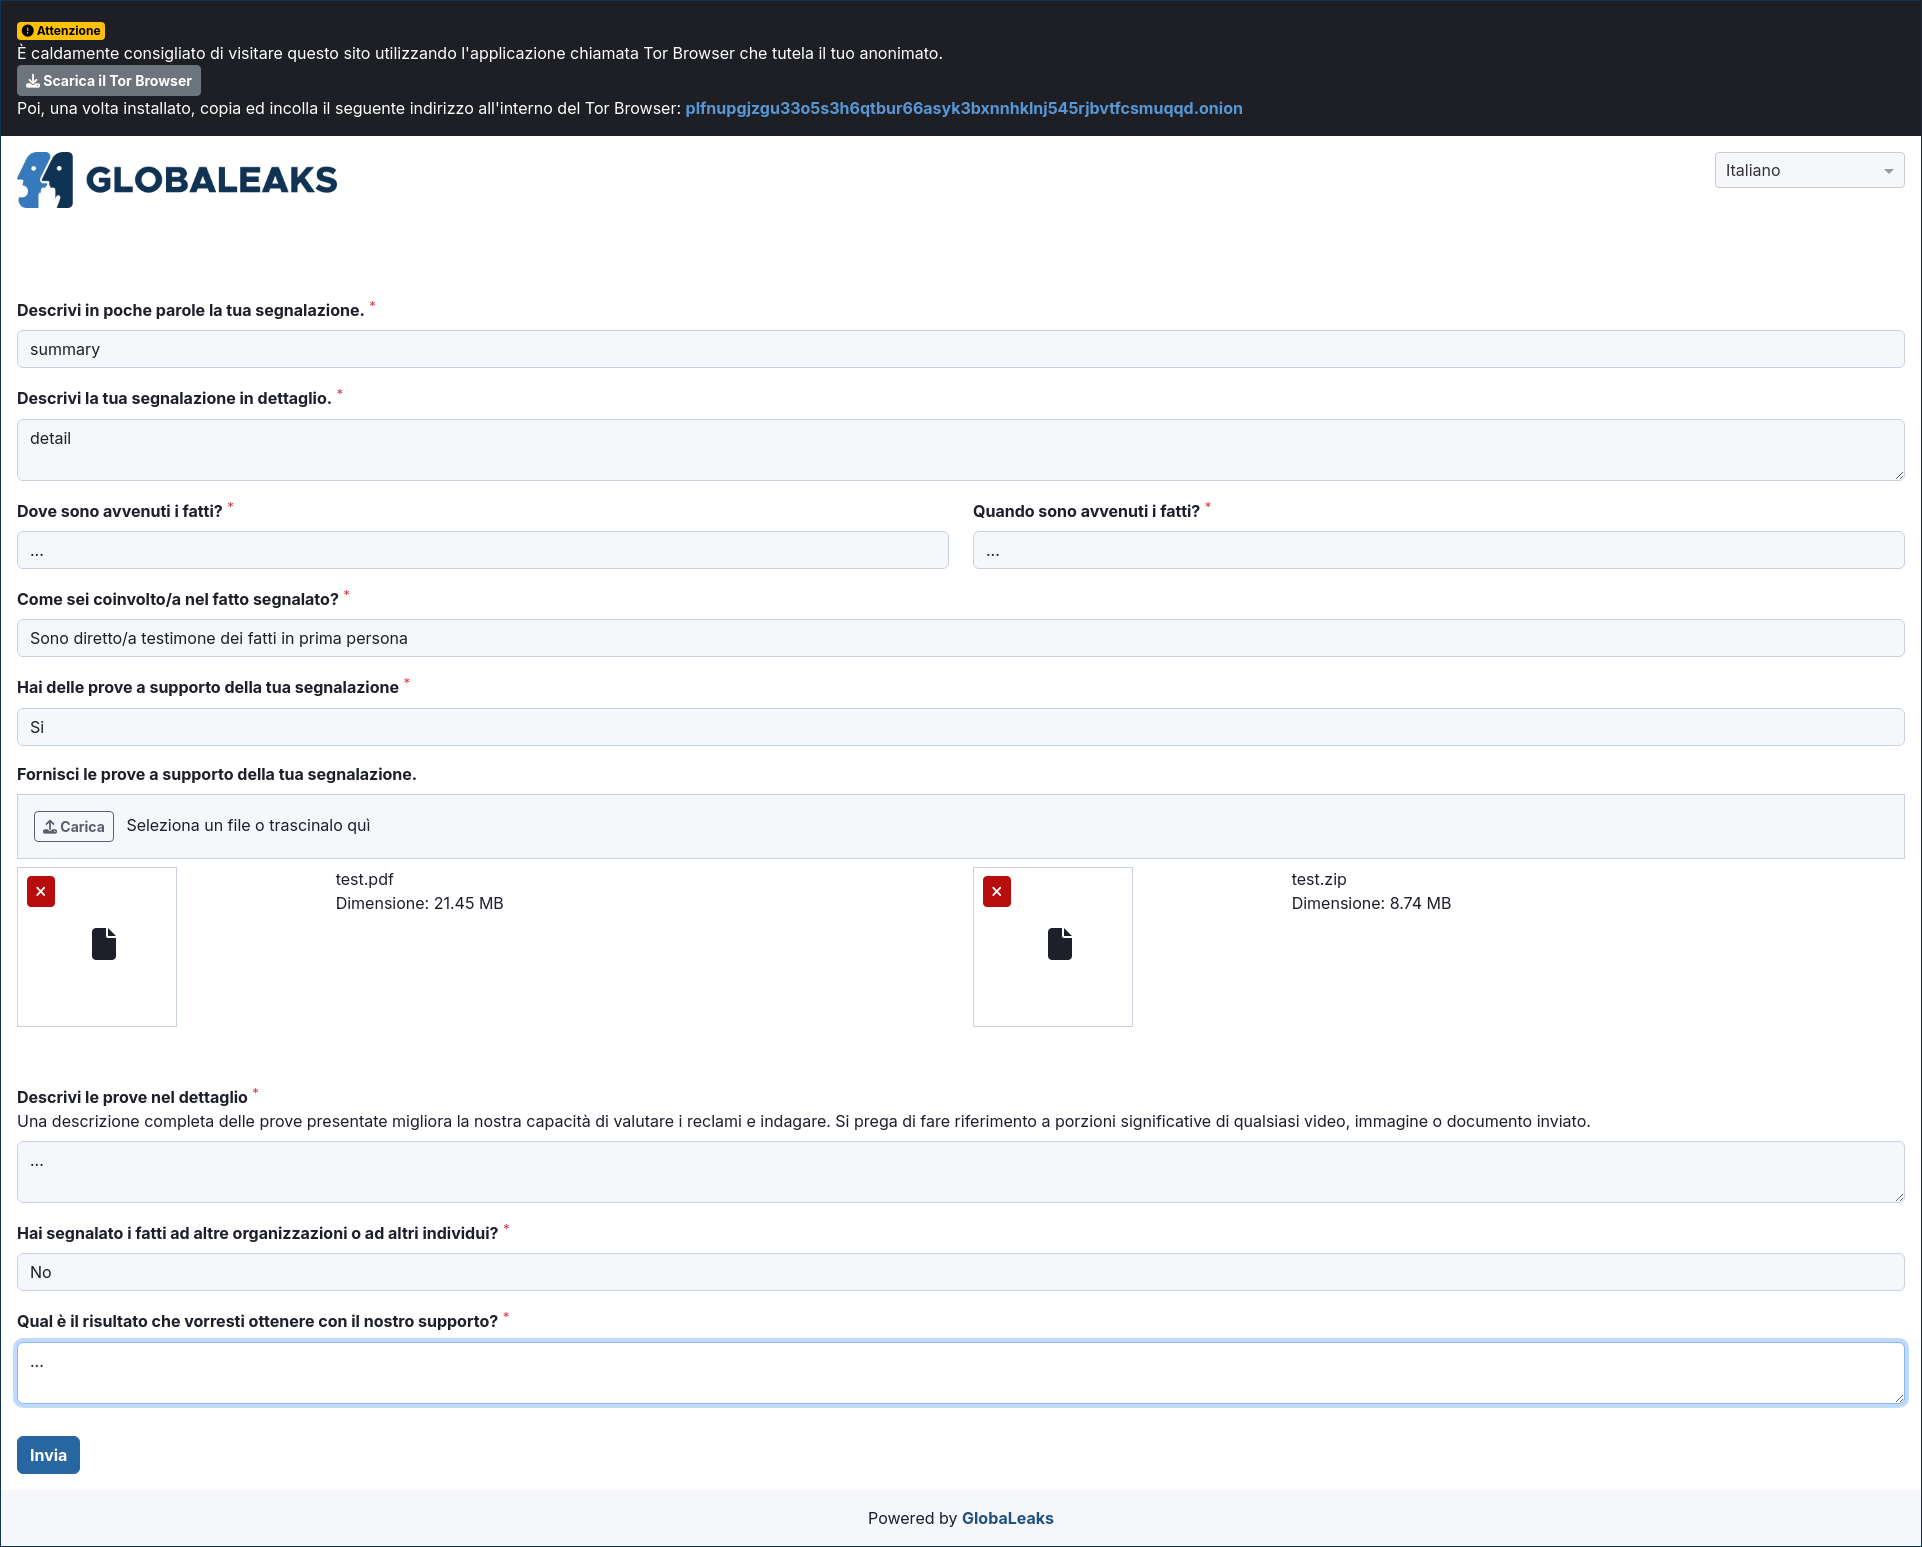 Attenzione
È caldamente consigliato di visitare questo sito utilizzando l'applicazione chiamata Tor Browser che tutela il tuo anonimato.
Scarica il Tor Browser
Poi, una volta installato, copia ed incolla il seguente indirizzo all'interno del Tor Browser: plfnupgjzgu33o5s3h6qtbur66asyk3bxnnhklnj545rjbvtfcsmuqqd.onion
GLOBALEAKS
Italiano
Descrivi in poche parole la tua segnalazione. *
summary
Descrivi la tua segnalazione in dettaglio. *
detail
Dove sono avvenuti i fatti? *
...
Quando sono avvenuti i fatti? *
...
Come sei coinvolto/a nel fatto segnalato? *
Sono diretto/a testimone dei fatti in prima persona
Hai delle prove a supporto della tua segnalazione *
Si
Fornisci le prove a supporto della tua segnalazione.
Carica Seleziona un file o trascinalo quì
test.pdf
Dimensione: 21.45 MB
test.zip
Dimensione: 8.74 MB
Descrivi le prove nel dettaglio *
Una descrizione completa delle prove presentate migliora la nostra capacità di valutare i reclami e indagare. Si prega di fare riferimento a porzioni significative di qualsiasi video, immagine o documento inviato.
...
Hai segnalato i fatti ad altre organizzazioni o ad altri individui? *
No
Qual è il risultato che vorresti ottenere con il nostro supporto? *
...
Invia
Powered by GlobaLeaks